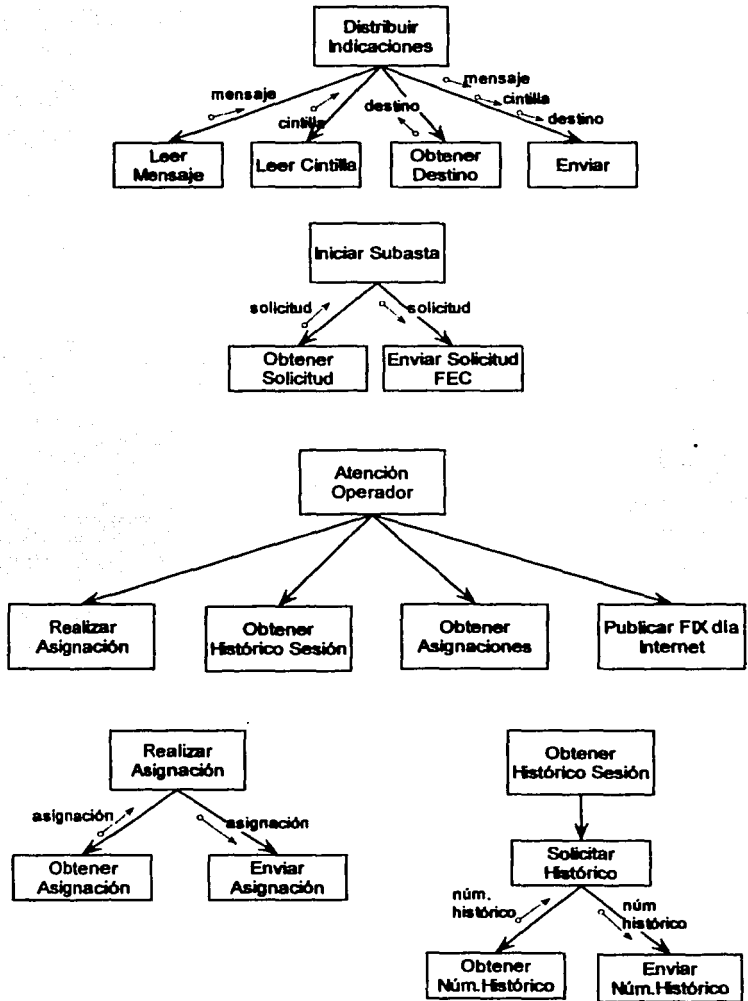 Distribuir
Indicaciones
mensaje
cintilla
destino
mensaje
cintilla
destino
Leer
Mensaje
Leer Cintilla
Obtener
Destino
Enviar
Iniciar Subasta
solicitud
solicitud
Obtener
Solicitud
Enviar Solicitud
FEC
Atención
Operador
Realizar
Asignación
Obtener
Histórico Sesión
Obtener
Asignaciones
Publicar FIX día
Internet
Realizar
Asignación
asignación
asignación
Obtener
Asignación
Enviar
Asignación
Obtener
Histórico Sesión
Solicitar
Histórico
núm.
histórico
núm
histórico
Obtener
Núm.Histórico
Enviar
Núm.Histórico